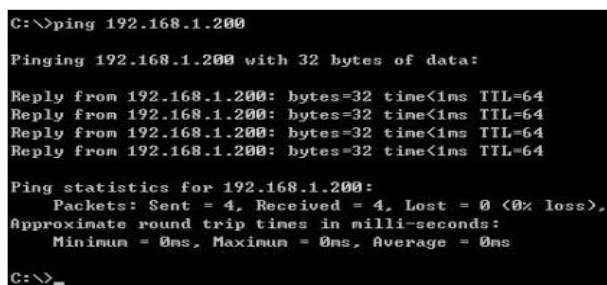 C:\>ping 192.168.1.200
Pinging 192.168.1.200 with 32 bytes of data:
Reply from 192.168.1.200: bytes=32 time<1ms TTL=64
Reply from 192.168.1.200: bytes=32 time<1ms TTL=64
Reply from 192.168.1.200: bytes=32 time<1ms TTL=64
Reply from 192.168.1.200: bytes=32 time<1ms TTL=64
Ping statistics for 192.168.1.200:
    Packets: Sent = 4, Received = 4, Lost = 0 (0% loss),
Approximate round trip times in milli-seconds:
    Minimum = 0ms, Maximum = 0ms, Average = 0ms
C:\>_